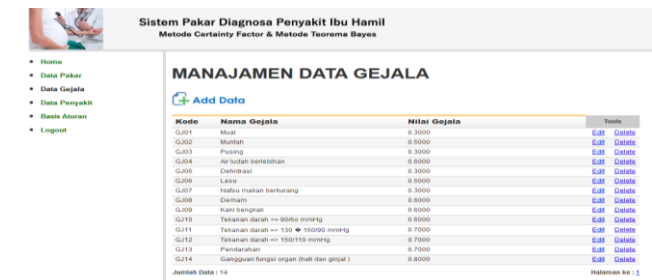 Sistem Pakar Diagnosa Penyakit Ibu Hamil
Metode Certainty Factor & Metode Teorema Bayes
Home
Data Pakar
Data Gejala
Data Penyakit
Basis Aturan
Logout
MANAJAMEN DATA GEJALA
Add Data
Kode Nama Gejala Nilai Gejala Tools
GJ01 Mual 0.3000 Edit Delete
GJ02 Muntah 0.5000 Edit Delete
GJ03 Pusing 0.3000 Edit Delete
GJ04 Air ludah berlebihan 0.6000 Edit Delete
GJ05 Dehidrasi 0.3000 Edit Delete
GJ06 Lesu 0.5000 Edit Delete
GJ07 Nafsu makan berkurang 0.3000 Edit Delete
GJ08 Demam 0.6000 Edit Delete
GJ09 Kaki bengkan 0.6000 Edit Delete
GJ10 Tekanan darah => 90/60 mmHg 0.6000 Edit Delete
GJ11 Tekanan darah => 130 � 150/90 mmHg 0.7000 Edit Delete
GJ12 Tekanan darah => 150/110 mmHg 0.7000 Edit Delete
GJ13 Pendarahan 0.7000 Edit Delete
GJ14 Gangguan fungsi organ (hati dan ginjal ) 0.8000 Edit Delete
Jumlah Data : 14 Halaman ke : 1